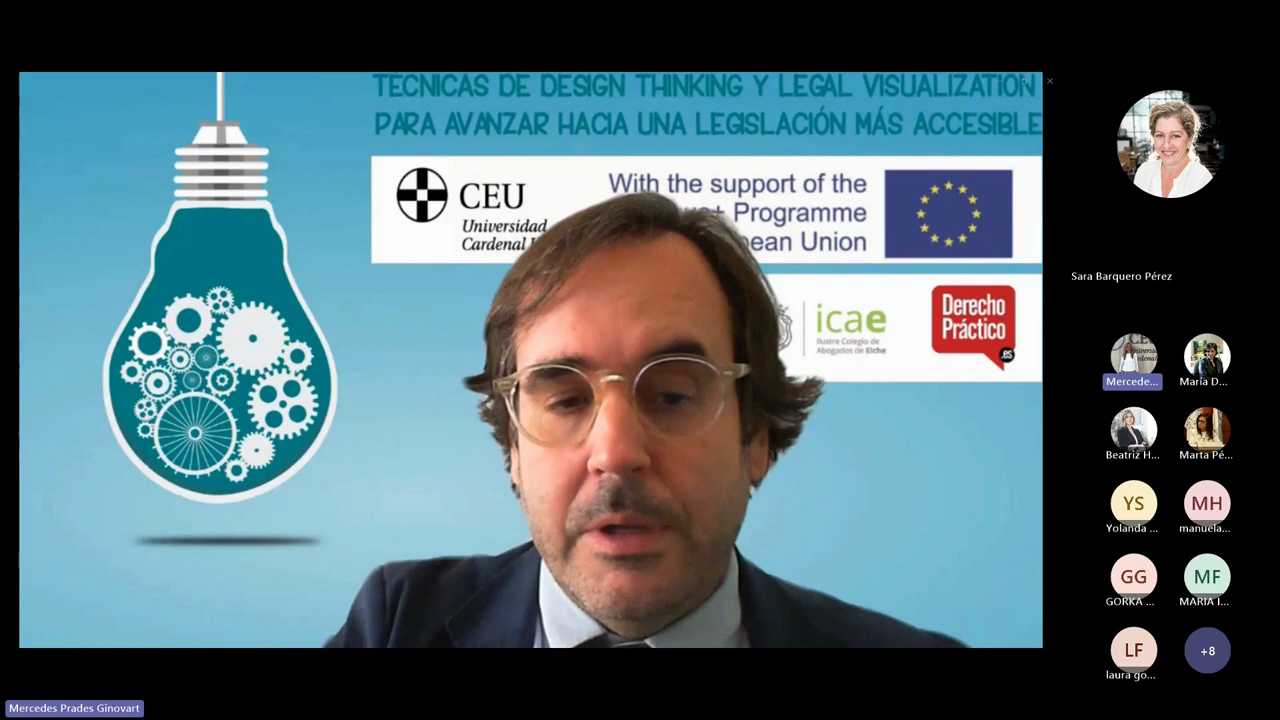 TÉCNICAS DE DESIGN THINKING Y LEGAL VISUALIZATION
PARA AVANZAR HACIA UNA LEGISLACIÓN MÁS ACCESIBLE
CEU
Universidad
Cardenal
With the support of the
Programme
Union
icae
Ilustre Colegio de
Abogados de Elche
Derecho
Práctico
.es
Sara Barquero Pérez
Mercede...
María D...
Beatriz H...
Marta Pé...
YS
MH
Yolanda ...
manuela...
GG
MF
GORKA ...
MARIA I...
LF
+8
laura go...
Mercedes Prades Ginovart